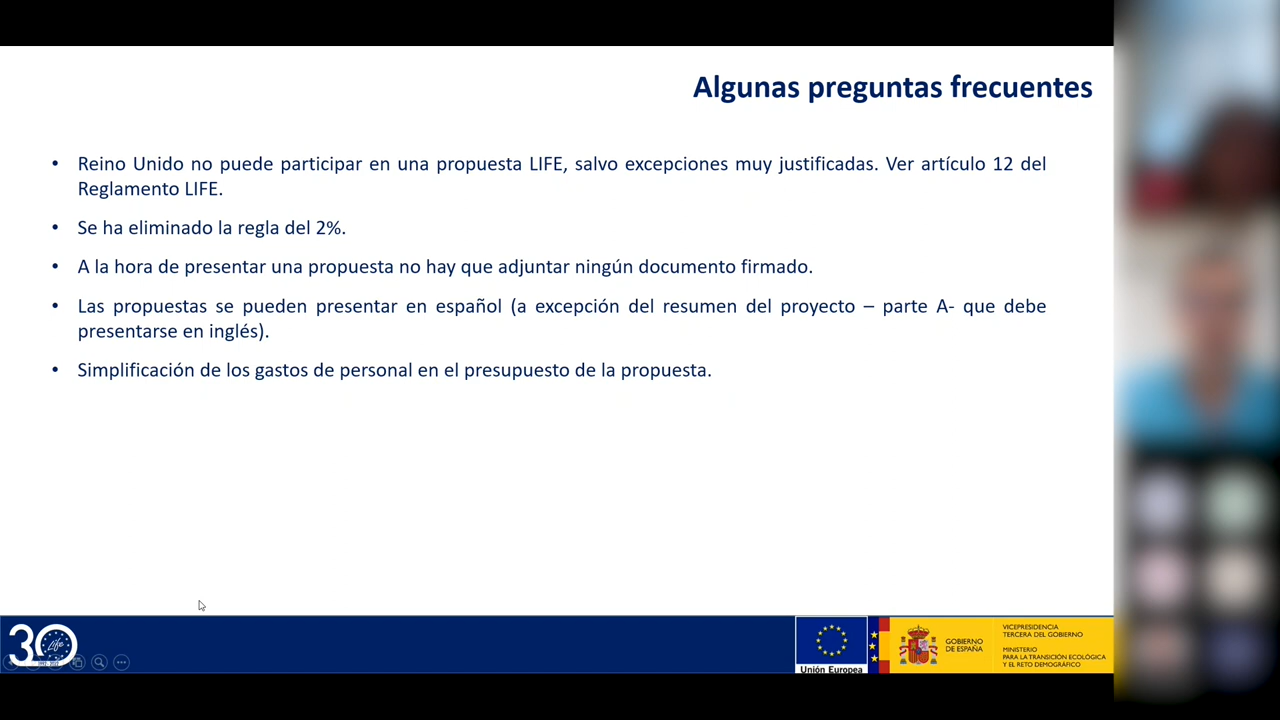 Algunas preguntas frecuentes
• Reino Unido no puede participar en una propuesta LIFE, salvo excepciones muy justificadas. Ver artículo 12 del
Reglamento LIFE.
• Se ha eliminado la regla del 2%.
• A la hora de presentar una propuesta no hay que adjuntar ningún documento firmado.
• Las propuestas se pueden presentar en español (a excepción del resumen del proyecto – parte A- que debe
presentarse en inglés).
• Simplificación de los gastos de personal en el presupuesto de la propuesta.
30
Life
Unión Europea
GOBIERNO
DE ESPAÑA
VICEPRESIDENCIA
TERCERA DEL GOBIERNO
MINISTERIO
PARA LA TRANSICIÓN ECOLÓGICA
Y EL RETO DEMOGRÁFICO